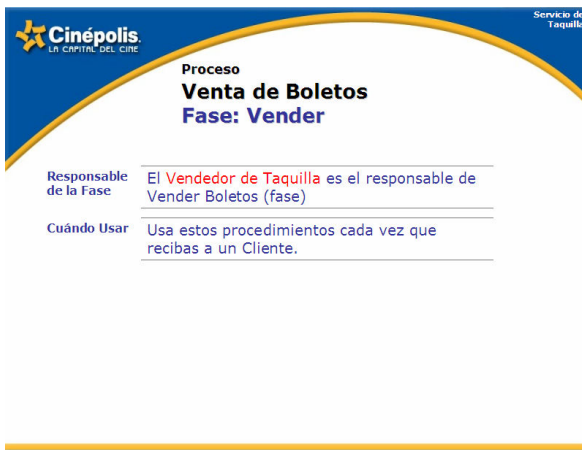 Servicio de
Taquilla
Cinépolis.
LA CAPITAL DEL CINE
Proceso
Venta de Boletos
Fase: Vender
Responsable
de la Fase
El Vendedor de Taquilla es el responsable de
Vender Boletos (fase)
Cuándo Usar
Usa estos procedimientos cada vez que
recibas a un Cliente.